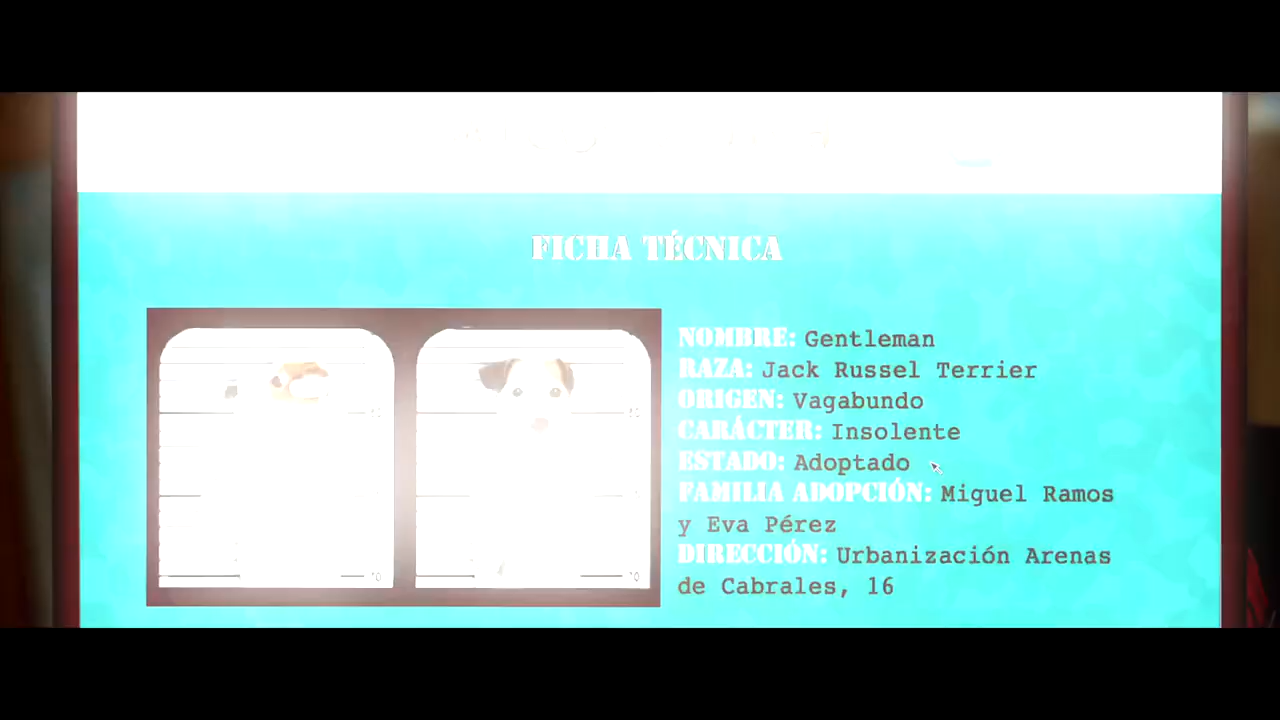 FICHA TÉCNICA
NOMBRE: Gentleman
RAZA: Jack Russel Terrier
ORIGEN: Vagabundo
CARÁCTER: Insolente
ESTADO: Adoptado
FAMILIA ADOPCIÓN: Miguel Ramos
y Eva Pérez
DIRECCIÓN: Urbanización Arenas
de Cabrales, 16